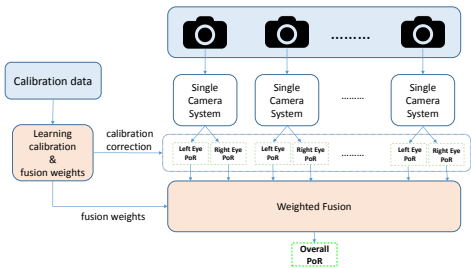 .........
Calibration data
Single
Camera
System
Single
Camera
System
.........
Single
Camera
System
Learning
calibration
&
fusion weights
calibration
correction
Left Eye
PoR
Right Eye
PoR
Left Eye
PoR
Right Eye
PoR
.........
Left Eye
PoR
Right Eye
PoR
fusion weights
Weighted Fusion
Overall
PoR